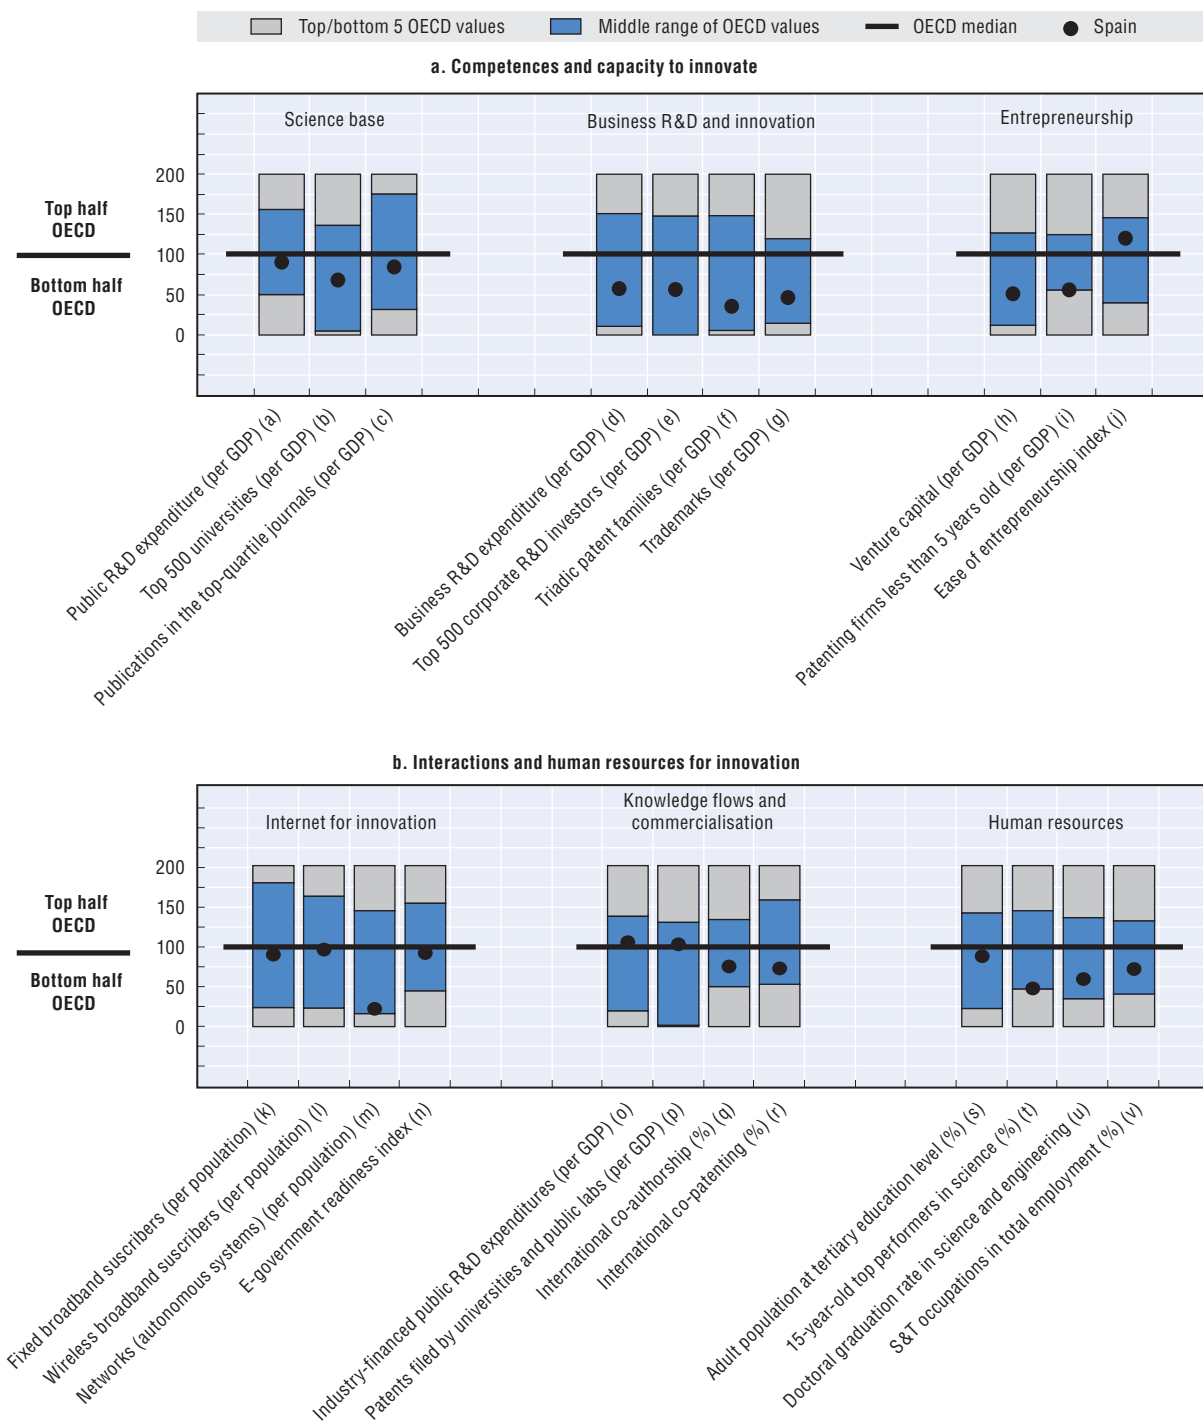 Top/bottom 5 OECD values Middle range of OECD values OECD median Spain
a. Competences and capacity to innovate
Science base Business R&D and innovation Entrepreneurship
200
150
100
50
0
Top half
OECD
Bottom half
OECD
Public R&D expenditure (per GDP) (a)
Top 500 universities (per GDP) (b)
Publications in the top-quartile journals (per GDP) (c)
Business R&D expenditure (per GDP) (d)
Top 500 corporate R&D investors (per GDP) (e)
Triadic patent families (per GDP) (f)
Trademarks (per GDP) (g)
Venture capital (per GDP) (h)
Patenting firms less than 5 years old (per GDP) (i)
Ease of entrepreneurship index (j)
b. Interactions and human resources for innovation
Internet for innovation
Knowledge flows and
commercialisation
Human resources
200
150
100
50
0
Top half
OECD
Bottom half
OECD
Fixed broadband suscribers (per population) (k)
Wireless broadband suscribers (per population) (l)
Networks (autonomous systems) (per population) (m)
E-government readiness index (n)
Industry-financed public R&D expenditures (per GDP) (o)
Patents filed by universities and public labs (per GDP) (p)
International co-authorship (%) (q)
International co-patenting (%) (r)
Adult population at tertiary education level (%) (s)
15-year-old top performers in science (%) (t)
Doctoral graduation rate in science and engineering (u)
S&T occupations in total employment (%) (v)